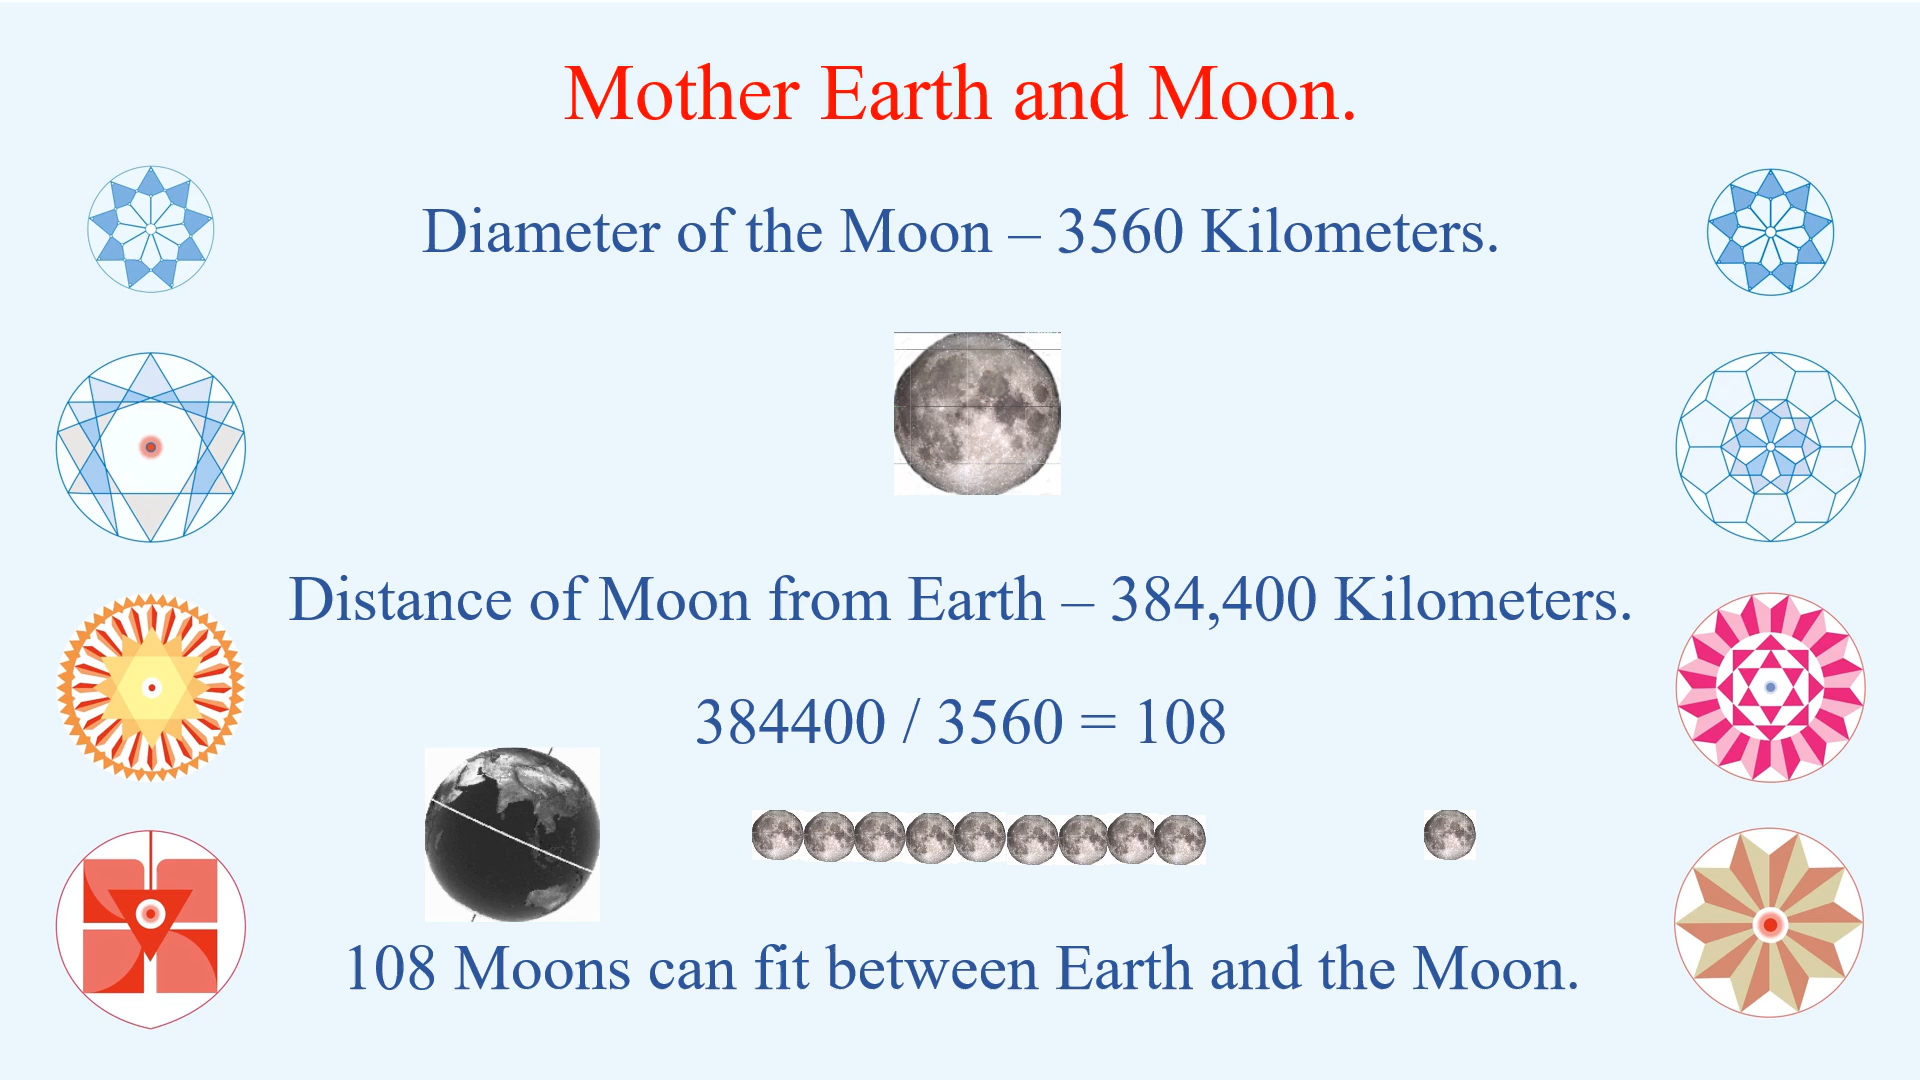 Mother Earth and Moon.
Diameter of the Moon – 3560 Kilometers.
Distance of Moon from Earth – 384,400 Kilometers.
384400 / 3560 = 108
108 Moons can fit between Earth and the Moon.